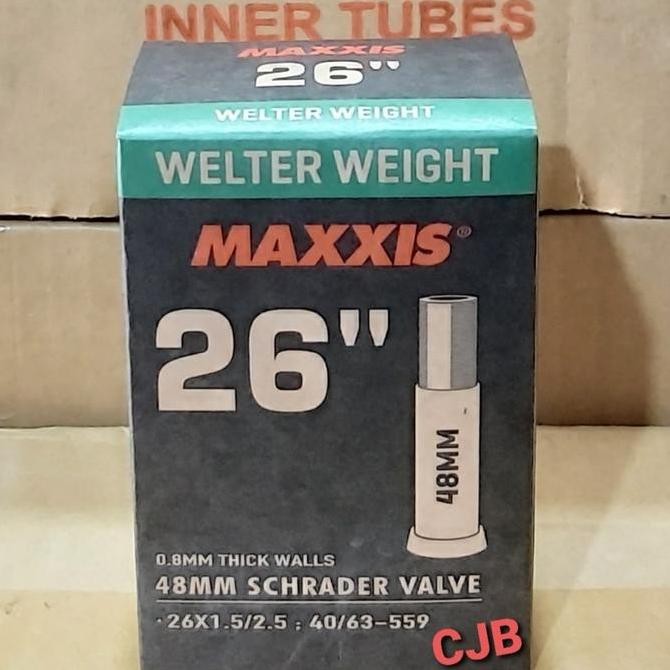 INNER TUBES
MAXXIS
26"
WELTER WEIGHT
WELTER WEIGHT
MAXXIS®
26"
48MM
0.8MM THICK WALLS
48MM SCHRADER VALVE
·26X1.5/2.5 : 40/63-559
CJB